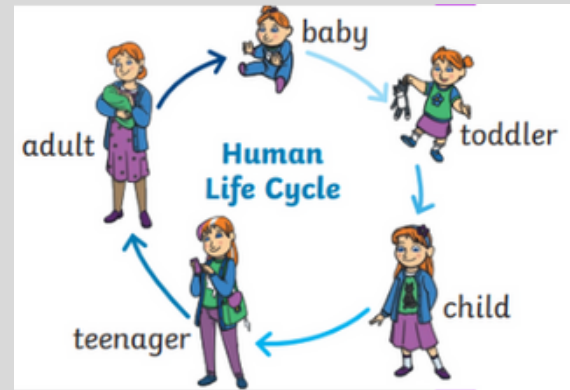 baby
toddler
adult
Human
Life Cycle
child
teenager